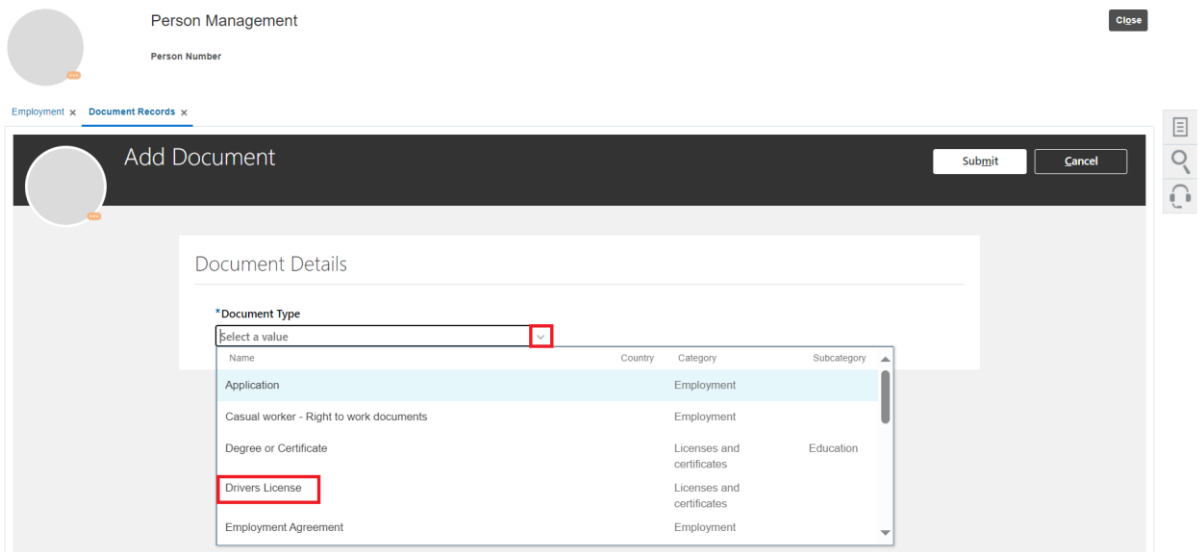 Person Management
Close
Person Number
Employment x Document Records x
Add Document
Submit
Cancel
Document Details
*Document Type
Select a value
Name Country Category Subcategory
Application Employment
Casual worker - Right to work documents Employment
Degree or Certificate Licenses and certificates Education
Drivers License Licenses and certificates
Employment Agreement Employment